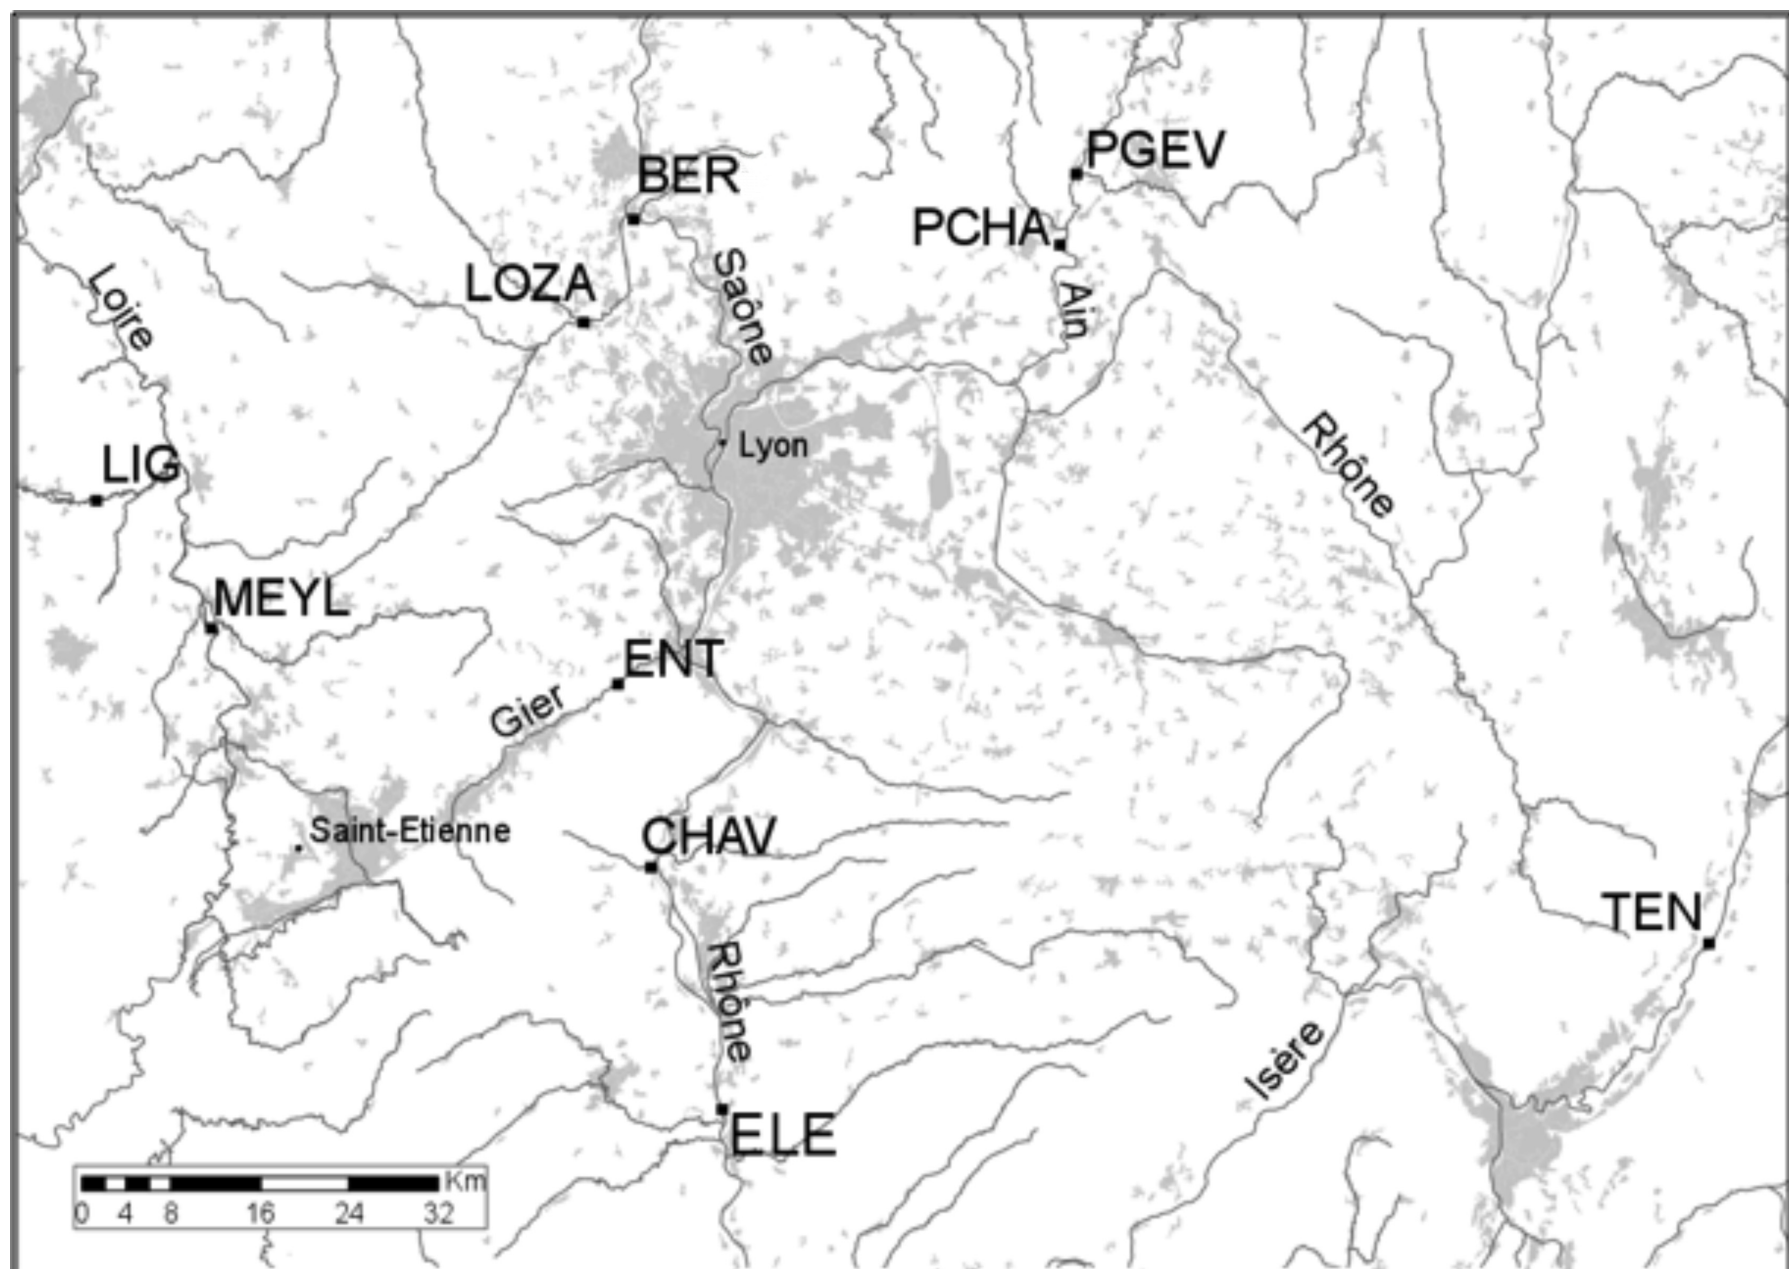 PGEV
BER
PCHA
LOZA
Loire
Saône
Ain
Lyon
Rhône
LIG
MEYL
ENT
Gier
Saint-Etienne
CHAV
TEN
Rhône
Isère
ELE
Km
0 4 8 16 24 32